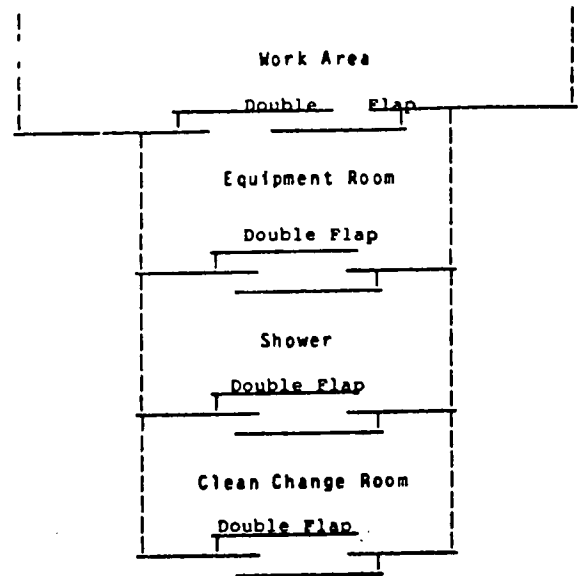 Work Area
Double Flap
Equipment Room
Double Flap
Shower
Double Flap
Clean Change Room
Double Flap